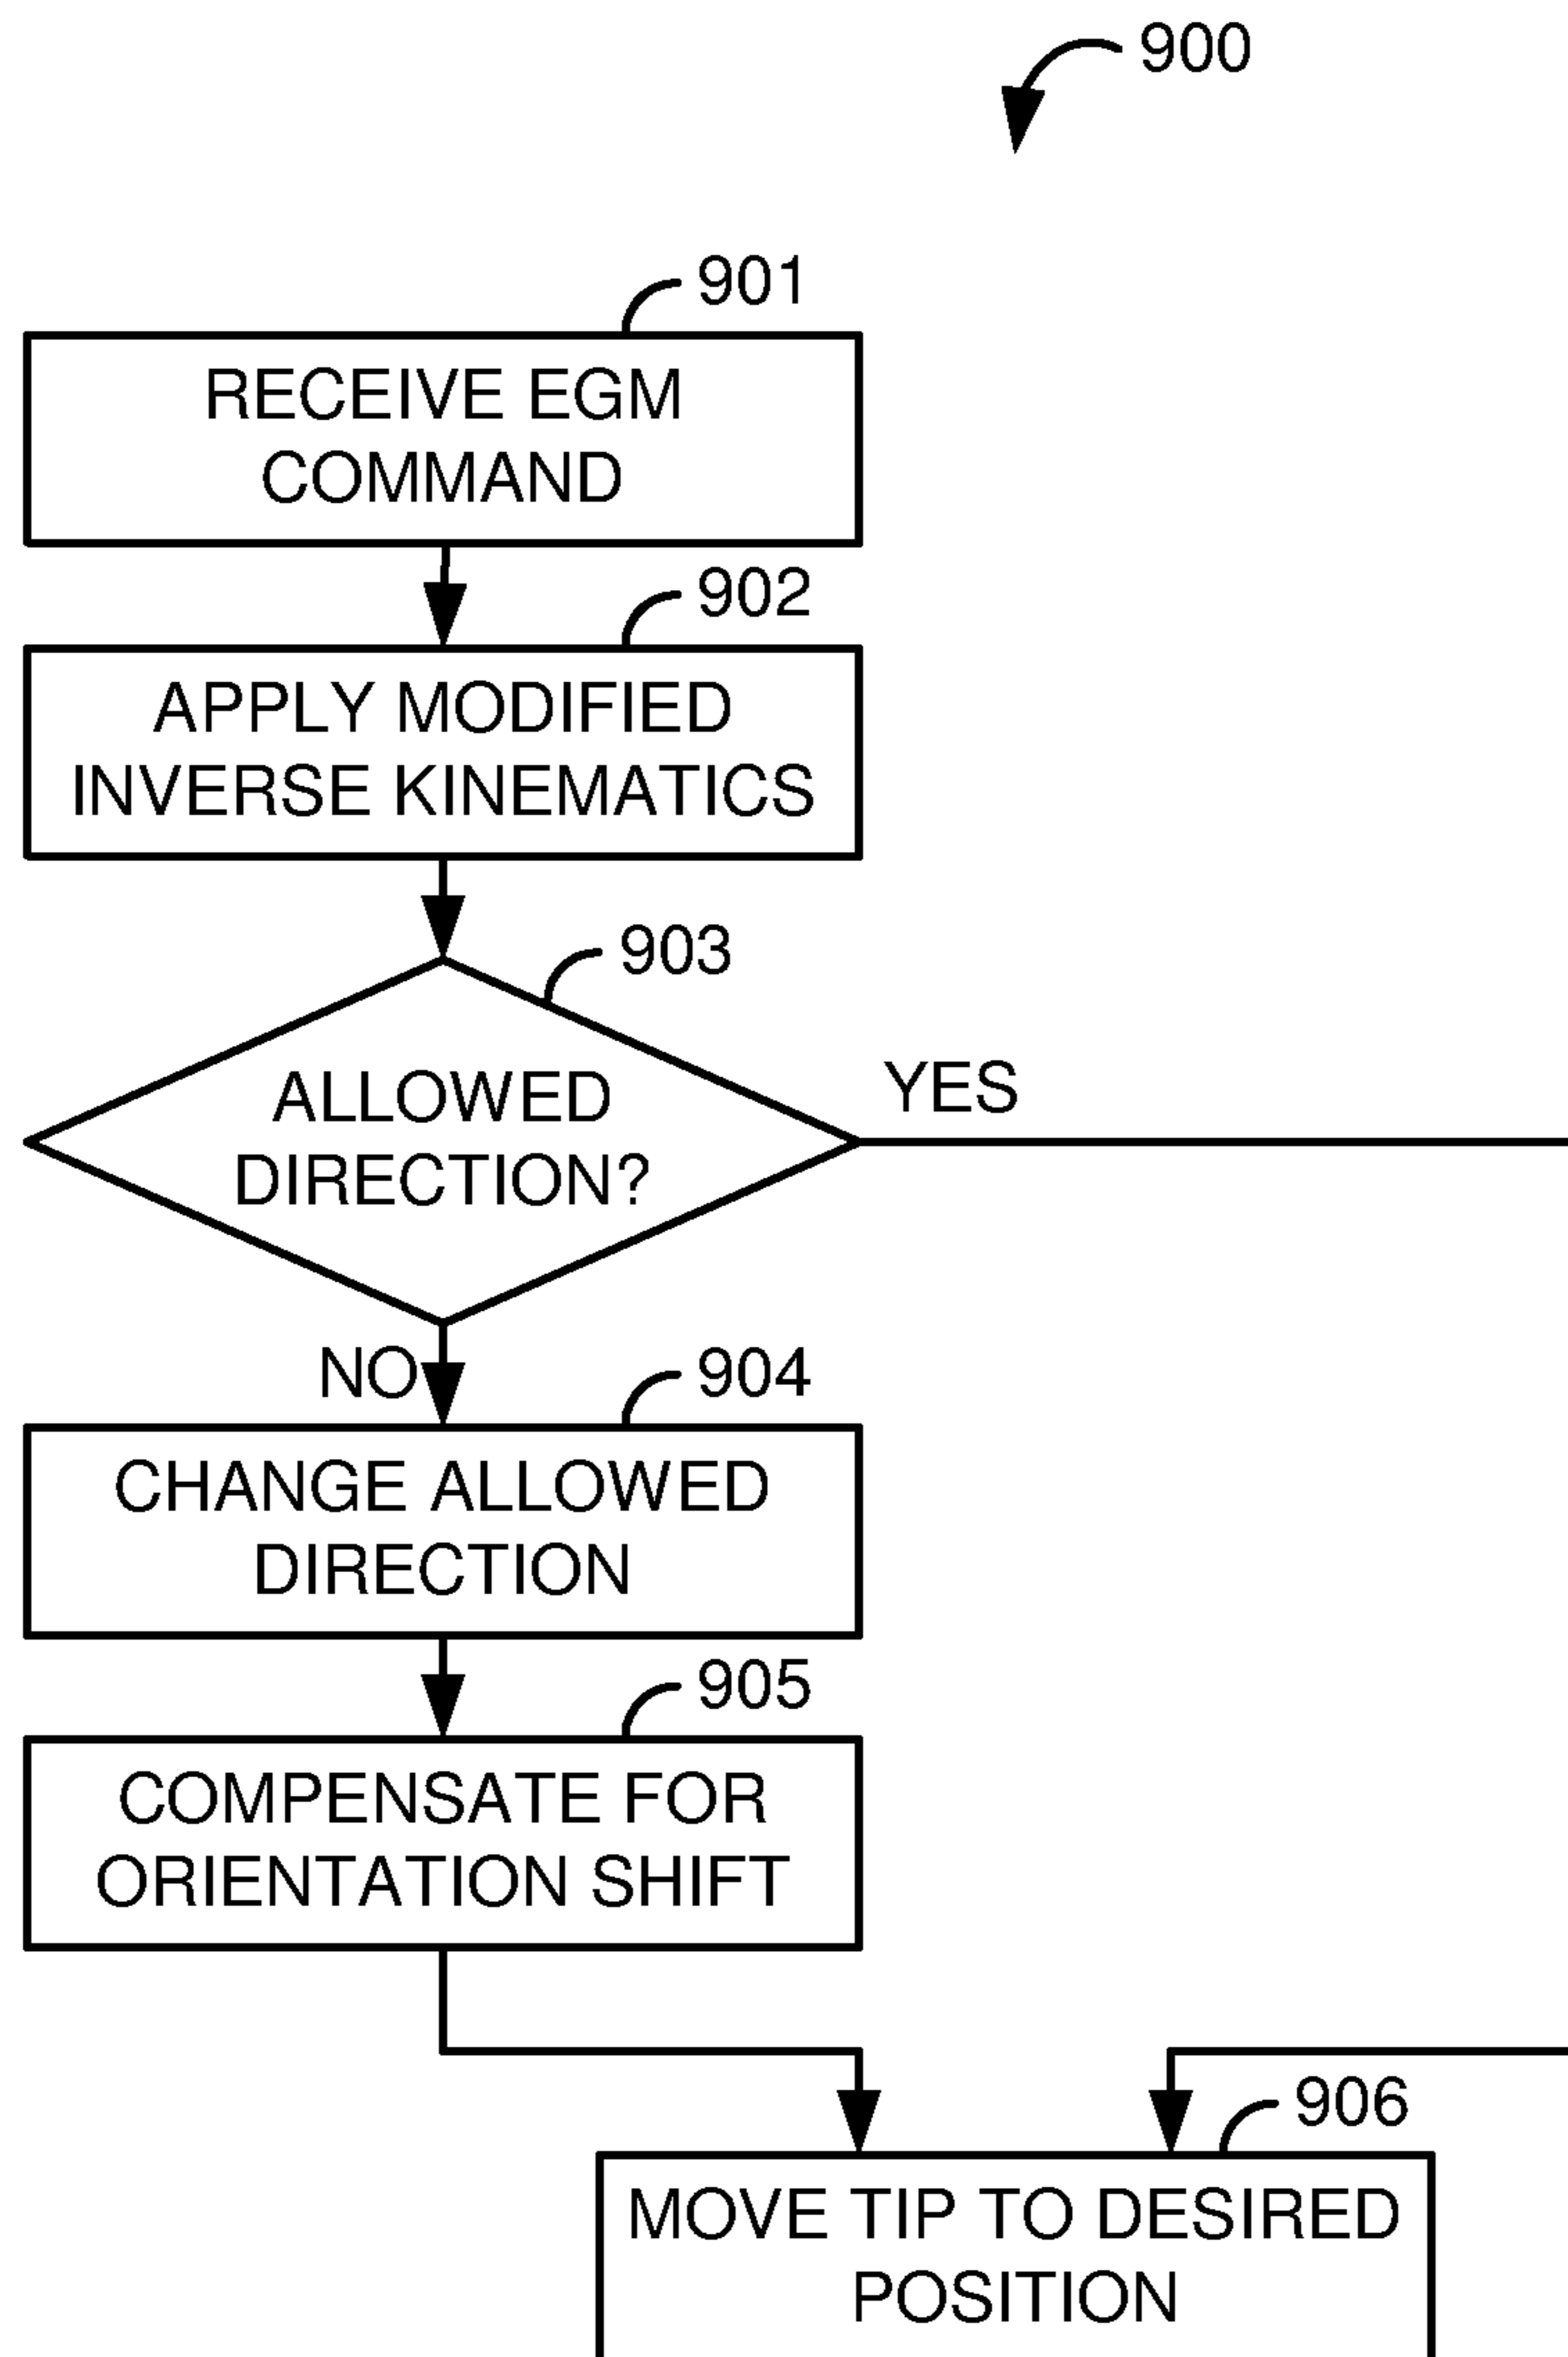 900
901
RECEIVE EGM
COMMAND
902
APPLY MODIFIED
INVERSE KINEMATICS
903
ALLOWED
DIRECTION?
YES
NO
904
CHANGE ALLOWED
DIRECTION
905
COMPENSATE FOR
ORIENTATION SHIFT
906
MOVE TIP TO DESIRED
POSITION